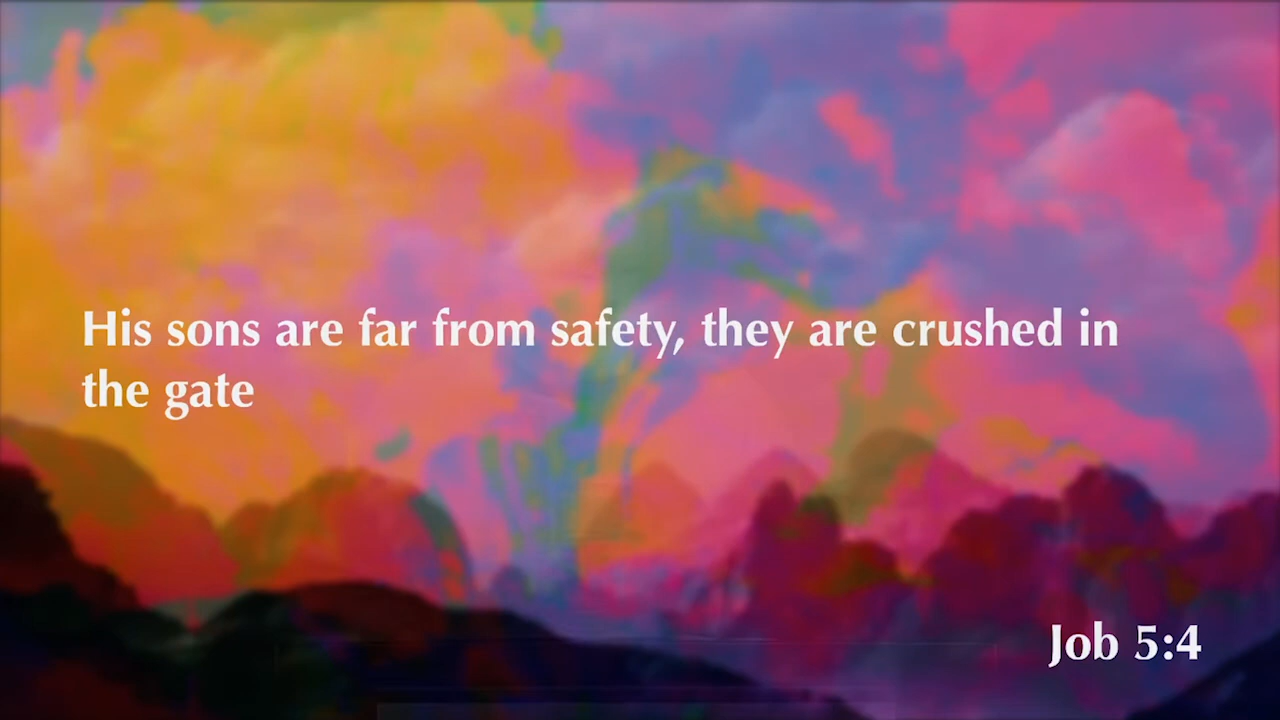 His sons are far from safety, they are crushed in
the gate
Job 5:4